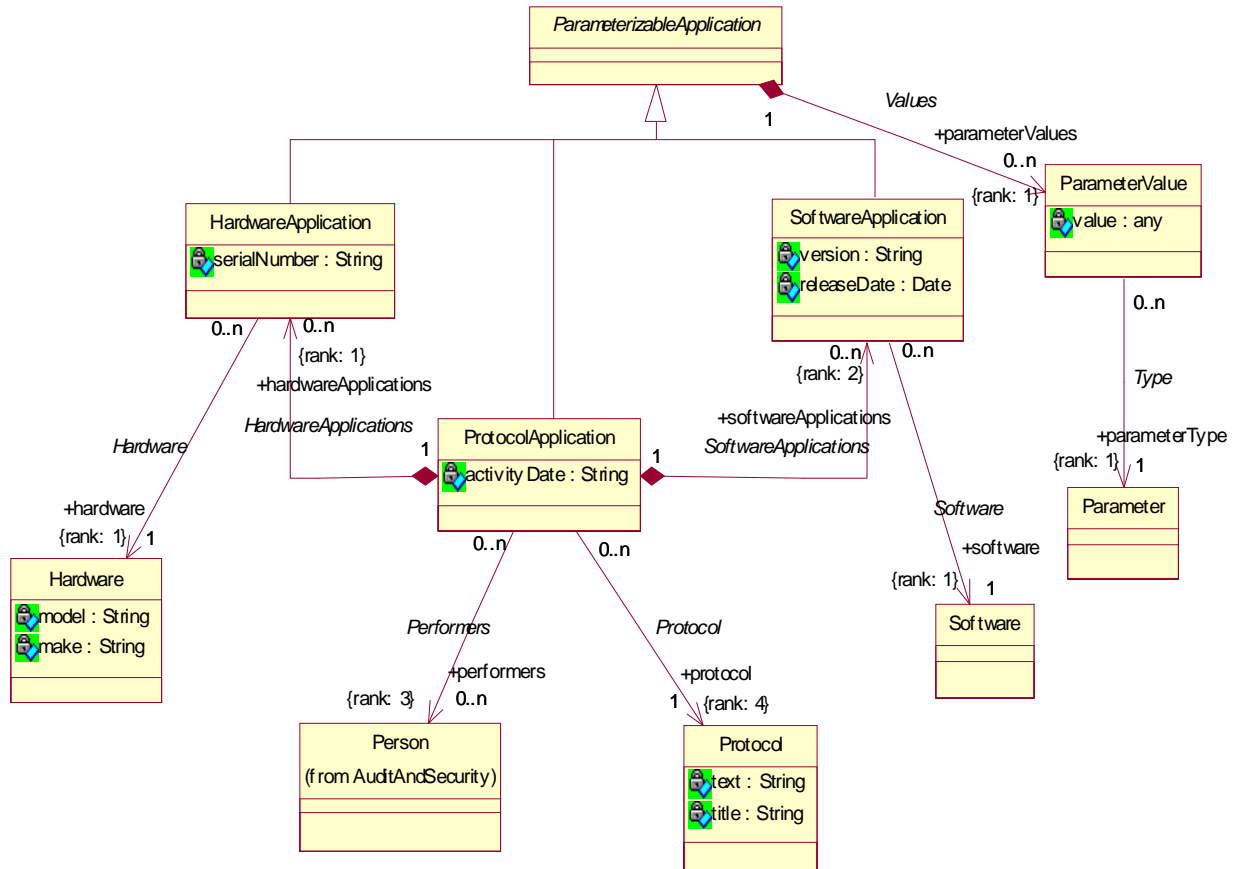 ParameterizableApplication
Values
1
+parameterValues
0..n
{rank: 1}
ParameterValue
value : any
HardwareApplication
serialNumber : String
SoftwareApplication
version : String
releaseDate : Date
0..n
0..n
{rank: 1}
+hardwareApplications
HardwareApplications
0..n
0..n
{rank: 2}
+softwareApplications
SoftwareApplications
0..n
Type
+parameterType
{rank: 1}
1
Parameter
Hardware
1
ProtocolApplication
activityDate : String
1
+hardware
{rank: 1}
1
Hardware
model : String
make : String
0..n
0..n
Software
+software
{rank: 1}
1
Software
Performers
+performers
{rank: 3}
0..n
Protocol
+protocol
1
{rank: 4}
Person
(from AuditAndSecurity)
Protocol
text : String
title : String